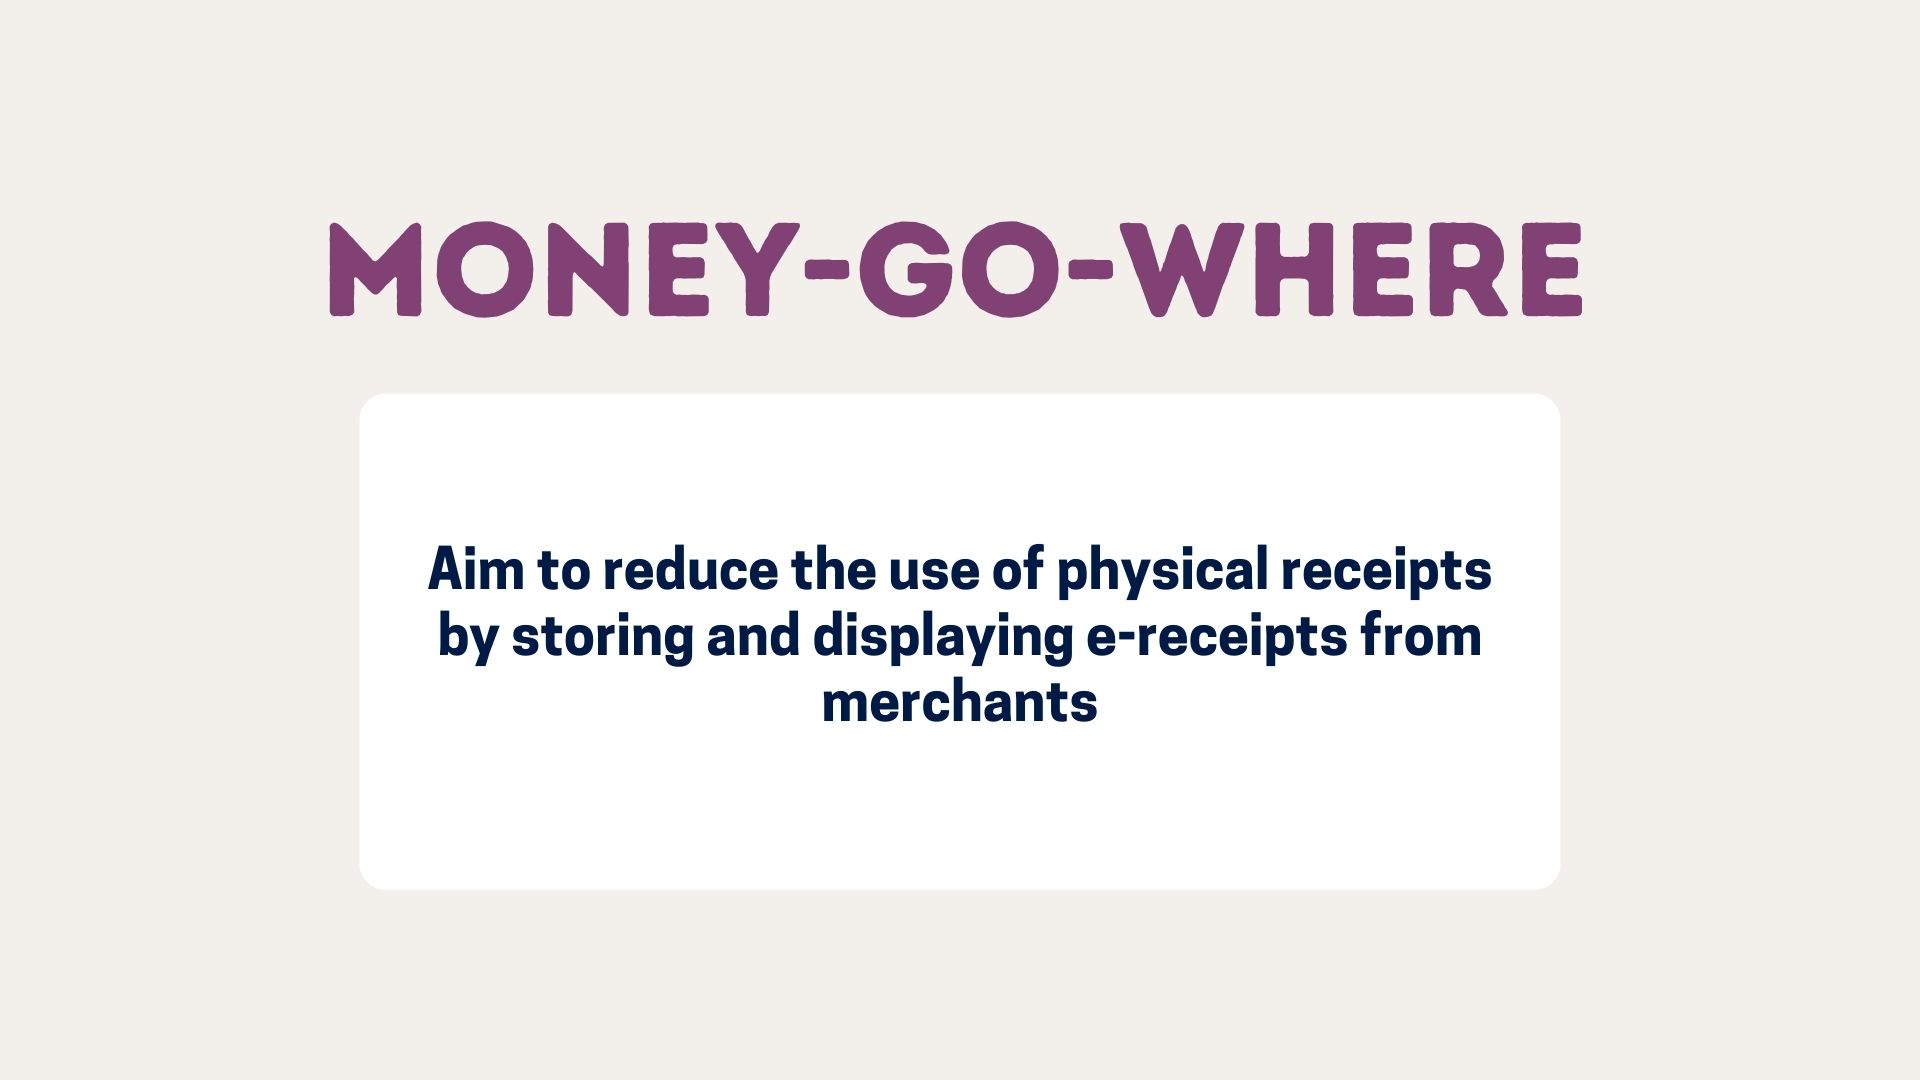 MONEY-GO-WHERE
Aim to reduce the use of physical receipts
by storing and displaying e-receipts from
merchants